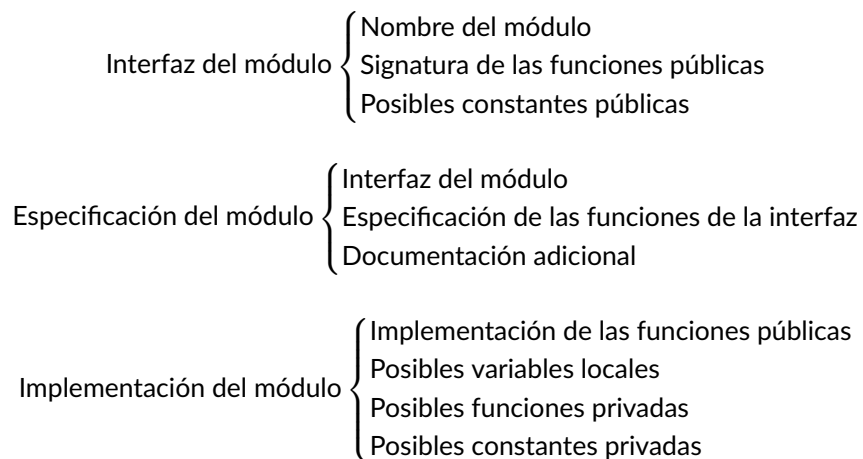 Interfaz del módulo
Nombre del módulo
Signatura de las funciones públicas
Posibles constantes públicas
Especificación del módulo
Interfaz del módulo
Especificación de las funciones de la interfaz
Documentación adicional
Implementación del módulo
Implementación de las funciones públicas
Posibles variables locales
Posibles funciones privadas
Posibles constantes privadas